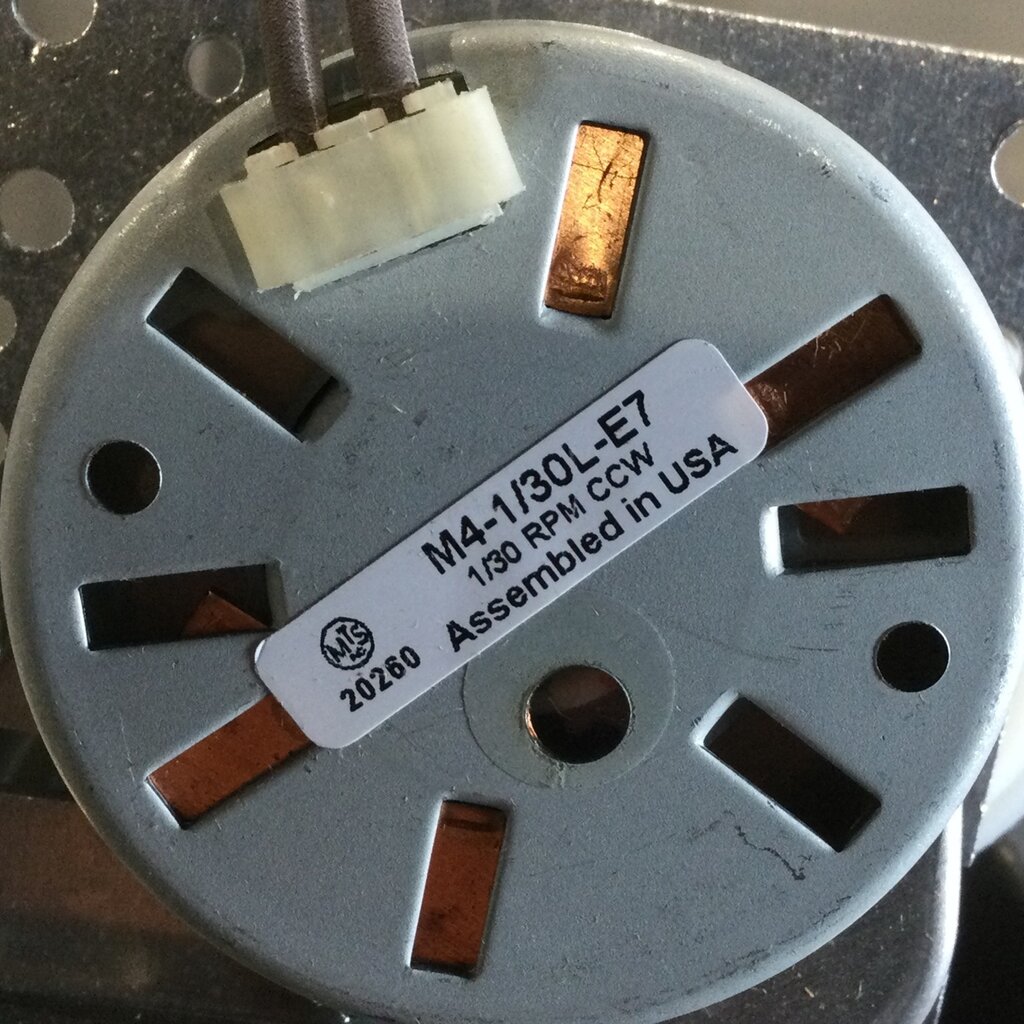 M4-1/30L-E7
1/30 RPM CCW
Assembled in USA
MTS
20260